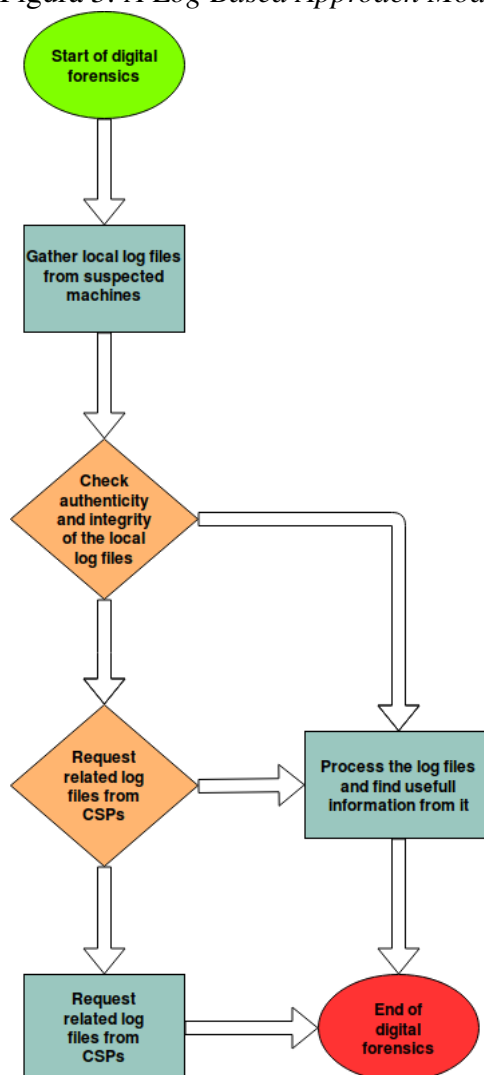 Start of digital
forensics
Gather local log files
from suspected
machines
Check
authenticity
and integrity
of the local
log files
Request
related log
files from
CSPs
Process the log files
and find usefull
information from it
Request
related log
files from
CSPs
End of
digital
forensics